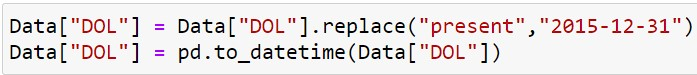 Data["DOL"] = Data["DOL"].replace("present","2015-12-31")
Data["DOL"] = pd.to_datetime(Data["DOL"])